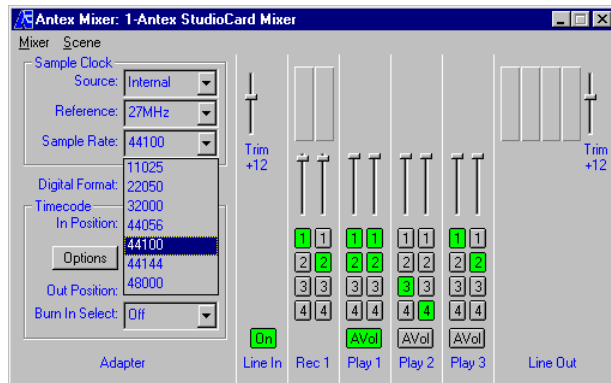 Antex Mixer: 1-Antex StudioCard Mixer
Mixer Scene
Sample Clock
Source: Internal
Reference: 27MHz
Sample Rate: 44100
11025
22050
32000
44056
44100
44144
48000
Digital Format:
Timecode
In Position:
Options
Out Position:
Burn In Select: Off
Adapter
Trim
+12
On
Line In
1 1
2 2
3 3
4 4
Rec 1
1 1
2 2
3 3
4 4
AVol
Play 1
1 1
2 2
3 3
4 4
AVol
Play 2
1 1
2 2
3 3
4 4
AVol
Play 3
Trim
+12
Line Out